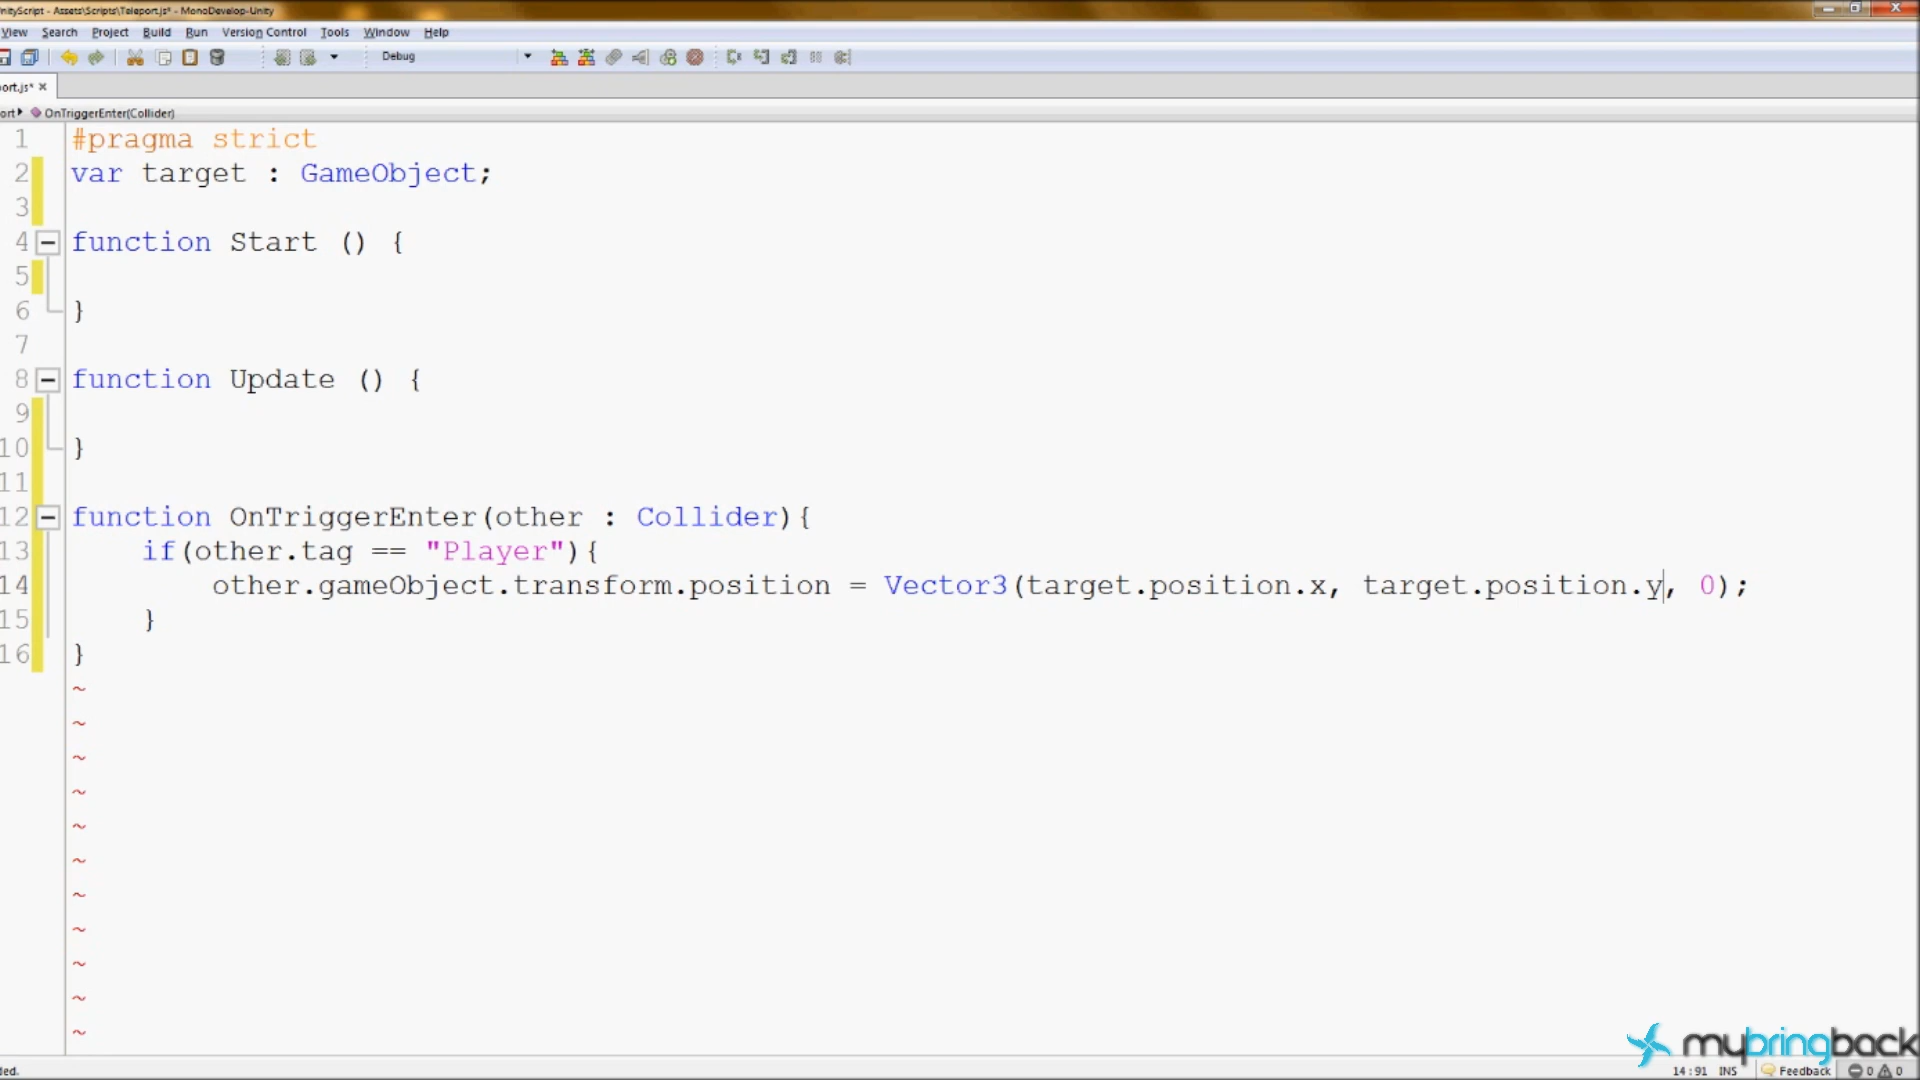 nityScript - Assets\Scripts\Teleport.js* - MonoDevelop-Unity
View Search Project Build Run Version Control Tools Window Help
Debug
ort.js*
ort OnTriggerEnter(Collider)
1 #pragma strict
2 var target : GameObject;
3
4 function Start () {
5
6 }
7
8 function Update () {
9
10 }
11
12 function OnTriggerEnter(other : Collider){
13 if(other.tag == "Player"){
14 other.gameObject.transform.position = Vector3(target.position.x, target.position.y, 0);
15 }
16 }
~
~
~
~
~
~
~
~
~
~
~
mybringback
ded. 14 : 91 INS Feedback 0 0